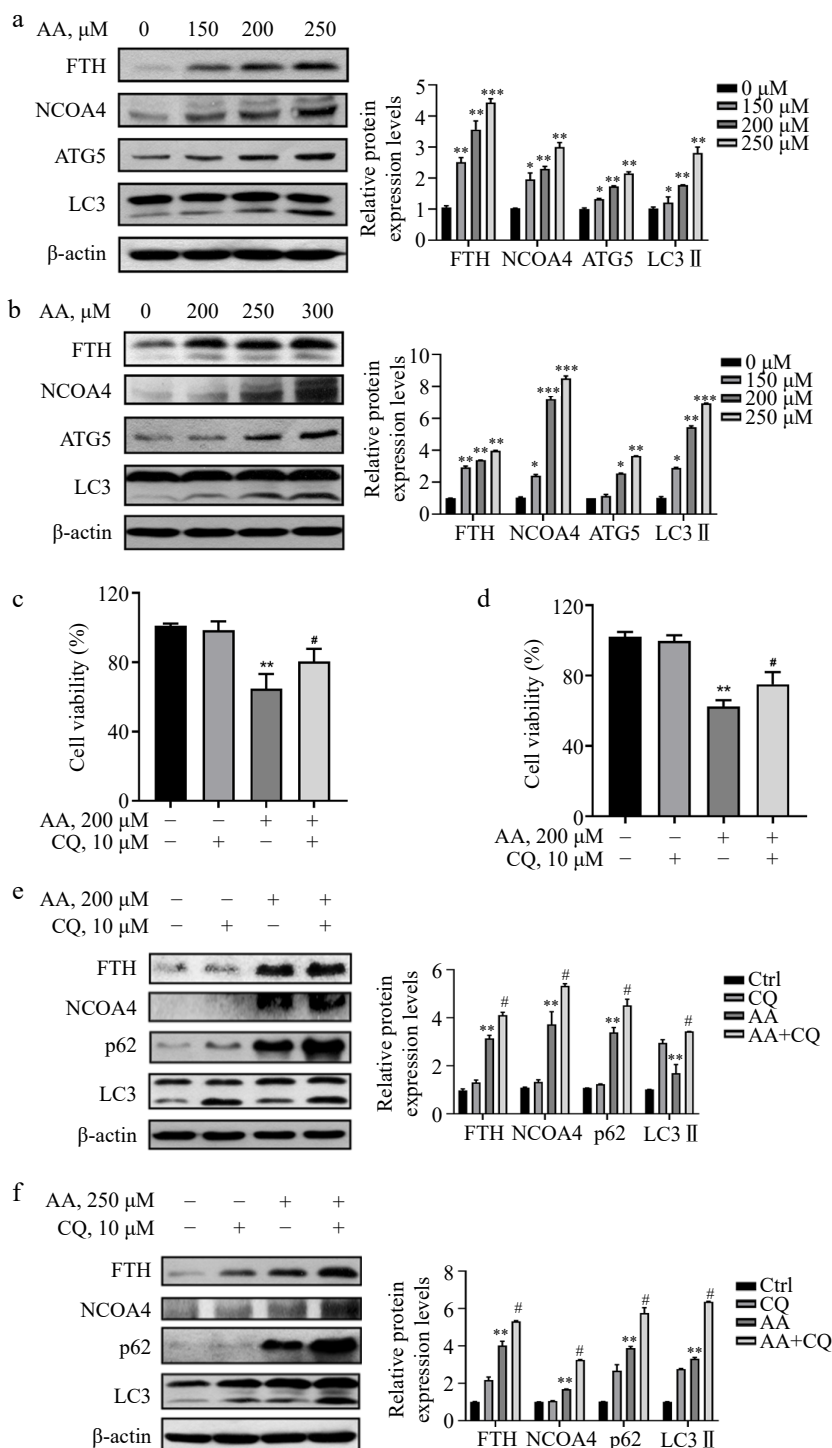 a
AA, μM 0 150 200 250
FTH
NCOA4
ATG5
LC3
β-actin
Relative protein
expression levels
5
4
3
2
1
0
** ** ***
* ** **
* ** **
* ** **
FTH NCOA4 ATG5 LC3 Ⅱ
0 μM
150 μM
200 μM
250 μM
b
AA, μM 0 200 250 300
FTH
NCOA4
ATG5
LC3
β-actin
Relative protein
expression levels
10
8
6
4
2
0
** ** **
* *** ***
* **
* ** ***
FTH NCOA4 ATG5 LC3 Ⅱ
0 μM
150 μM
200 μM
250 μM
c
Cell viability (%)
120
80
40
0
** #
AA, 200 μM − − + +
CQ, 10 μM − + − +
d
Cell viability (%)
120
80
40
0
** #
AA, 200 μM − − + +
CQ, 10 μM − + − +
e
AA, 200 μM − − + +
CQ, 10 μM − + − +
FTH
NCOA4
p62
LC3
β-actin
Relative protein
expression levels
6
4
2
0
** #
** #
** #
** #
FTH NCOA4 p62 LC3 Ⅱ
Ctrl
CQ
AA
AA+CQ
f
AA, 250 μM − − + +
CQ, 10 μM − + − +
FTH
NCOA4
p62
LC3
β-actin
Relative protein
expression levels
8
6
4
2
0
** #
** #
** #
** #
FTH NCOA4 p62 LC3 Ⅱ
Ctrl
CQ
AA
AA+CQ